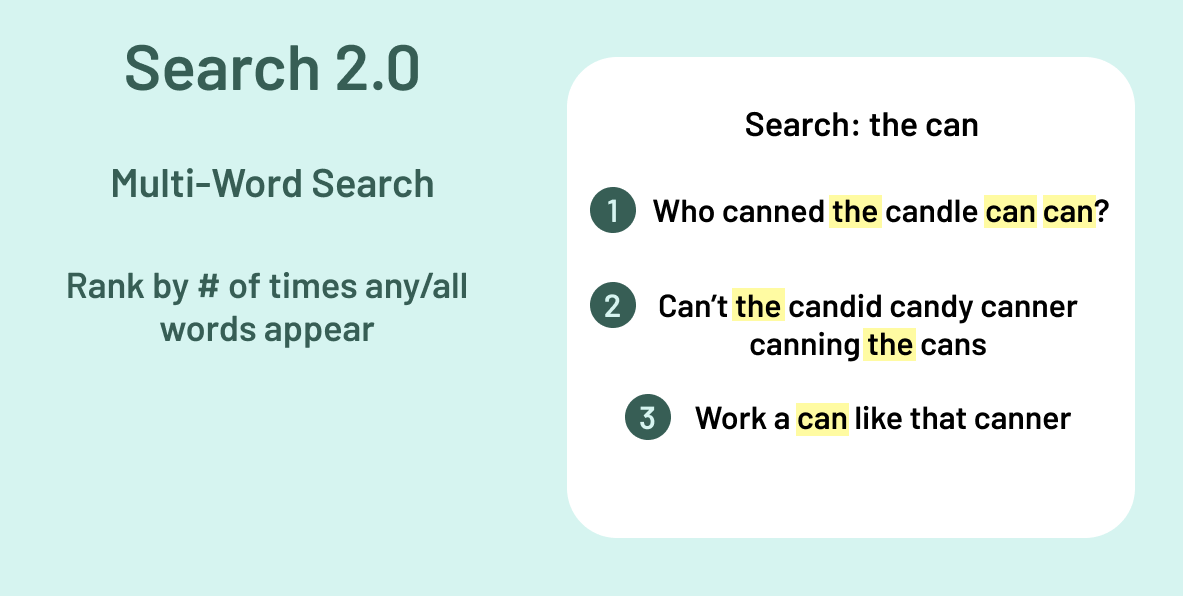 Search 2.0
Multi-Word Search
Rank by # of times any/all
words appear
Search: the can
1 Who canned the candle can can?
2 Can’t the candid candy canner
canning the cans
3 Work a can like that canner